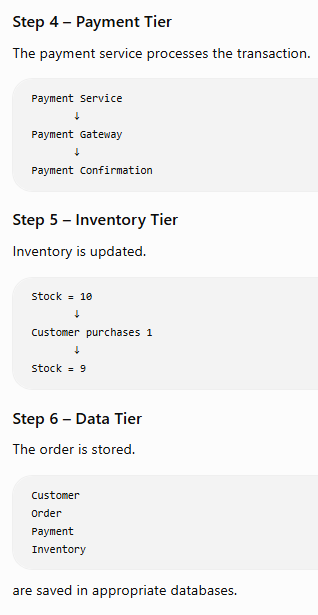 Step 4 – Payment Tier
The payment service processes the transaction.
Payment Service
↓
Payment Gateway
↓
Payment Confirmation
Step 5 – Inventory Tier
Inventory is updated.
Stock = 10
↓
Customer purchases 1
↓
Stock = 9
Step 6 – Data Tier
The order is stored.
Customer
Order
Payment
Inventory
are saved in appropriate databases.